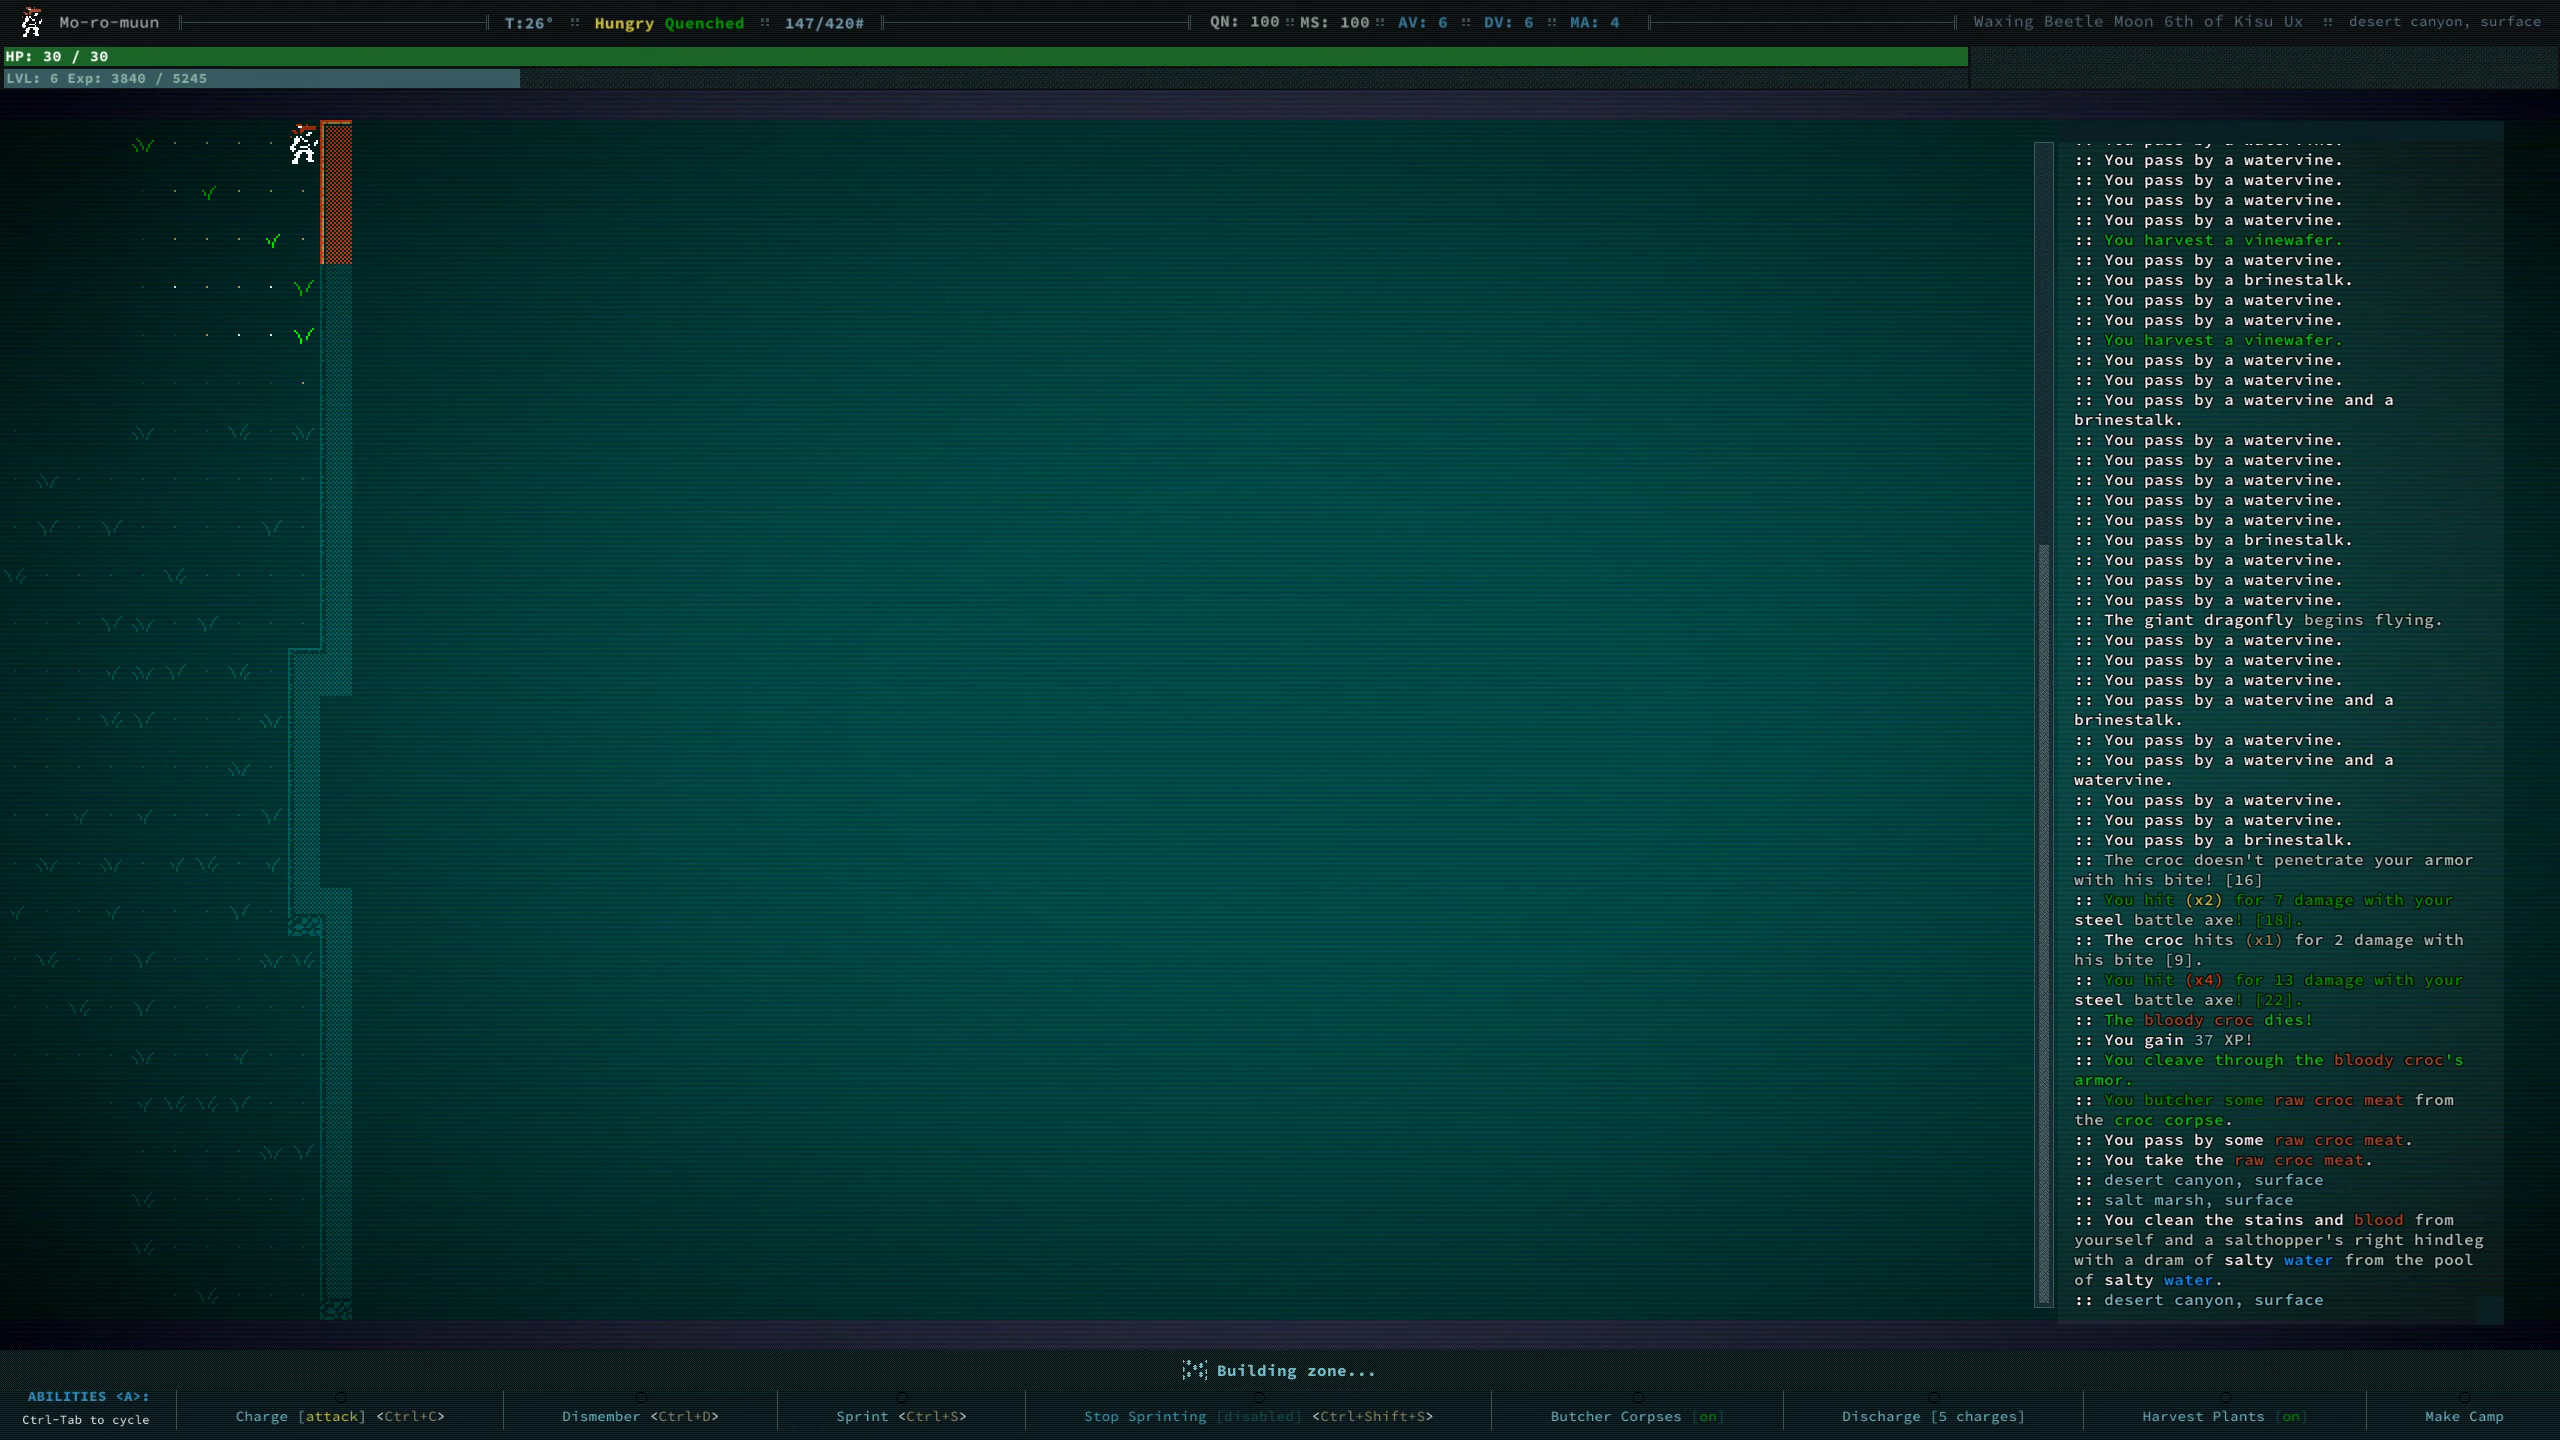 Mo-ro-muun T:26° :: Hungry Quenched :: 147/420# QN: 100 :: MS: 100 :: AV: 6 :: DV: 6 :: MA: 4 Waxing Beetle Moon 6th of Kisu Ux :: desert canyon, surface
HP: 30 / 30
LVL: 6 Exp: 3840 / 5245
:: You pass by a watervine.
:: You pass by a watervine.
:: You pass by a watervine.
:: You pass by a watervine.
:: You pass by a watervine.
:: You harvest a vinewafer.
:: You pass by a watervine.
:: You pass by a brinestalk.
:: You pass by a watervine.
:: You pass by a watervine.
:: You harvest a vinewafer.
:: You pass by a watervine.
:: You pass by a watervine.
:: You pass by a watervine and a
brinestalk.
:: You pass by a watervine.
:: You pass by a watervine.
:: You pass by a watervine.
:: You pass by a watervine.
:: You pass by a watervine.
:: You pass by a brinestalk.
:: You pass by a watervine.
:: You pass by a watervine.
:: You pass by a watervine.
:: The giant dragonfly begins flying.
:: You pass by a watervine.
:: You pass by a watervine.
:: You pass by a watervine.
:: You pass by a watervine and a
brinestalk.
:: You pass by a watervine.
:: You pass by a watervine and a
watervine.
:: You pass by a watervine.
:: You pass by a watervine.
:: You pass by a brinestalk.
:: The croc doesn't penetrate your armor
with his bite! [16]
:: You hit (x2) for 7 damage with your
steel battle axe! [18].
:: The croc hits (x1) for 2 damage with
his bite [9].
:: You hit (x4) for 13 damage with your
steel battle axe! [22].
:: The bloody croc dies!
:: You gain 37 XP!
:: You cleave through the bloody croc's
armor.
:: You butcher some raw croc meat from
the croc corpse.
:: You pass by some raw croc meat.
:: You take the raw croc meat.
:: desert canyon, surface
:: salt marsh, surface
:: You clean the stains and blood from
yourself and a salthopper's right hindleg
with a dram of salty water from the pool
of salty water.
:: desert canyon, surface
Building zone...
ABILITIES <A>:
Ctrl-Tab to cycle
Charge [attack] <Ctrl+C> Dismember <Ctrl+D> Sprint <Ctrl+S> Stop Sprinting [disabled] <Ctrl+Shift+S> Butcher Corpses [on] Discharge [5 charges] Harvest Plants [on] Make Camp